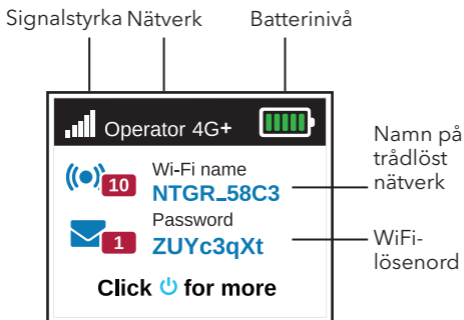 Signalstyrka Nätverk Batterinivå
Operator 4G+
10
Wi-Fi name
NTGR_58C3
Namn på
trådlöst
nätverk
1
Password
ZUYc3qXt
WiFi-
lösenord
Click for more